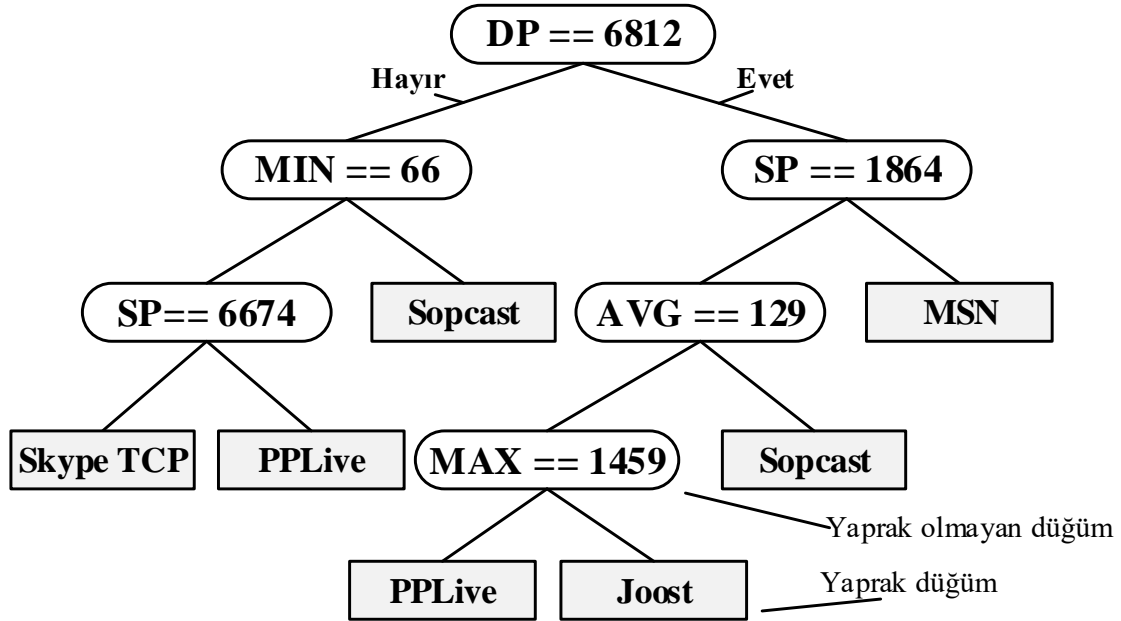 DP == 6812
Hayır
Evet
MIN == 66
SP == 1864
SP== 6674
Sopcast
AVG == 129
MSN
Skype TCP
PPLive
MAX == 1459
Sopcast
Yaprak olmayan düğüm
PPLive
Joost
Yaprak düğüm